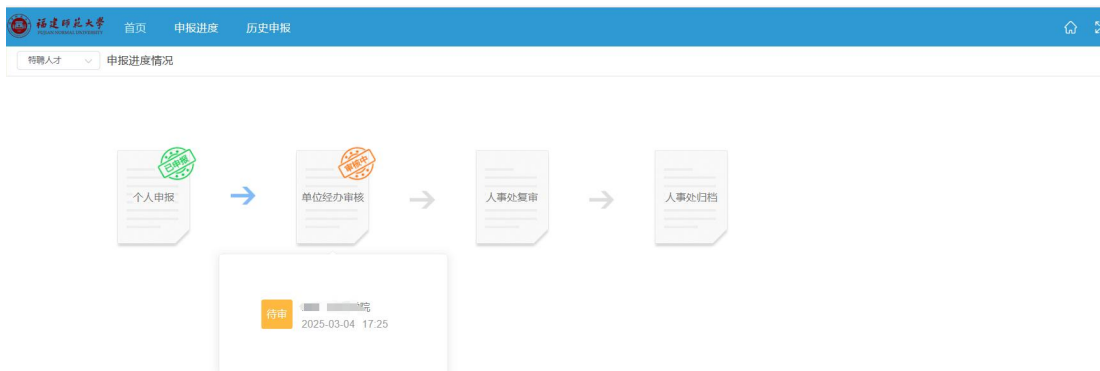 福建师范大学
FUJIAN NORMAL UNIVERSITY
首页 申报进度 历史申报
特聘人才 申报进度情况
已申报
审核中
个人申报
单位经办审核
人事处复审
人事处归档
待审
院
2025-03-04 17:25